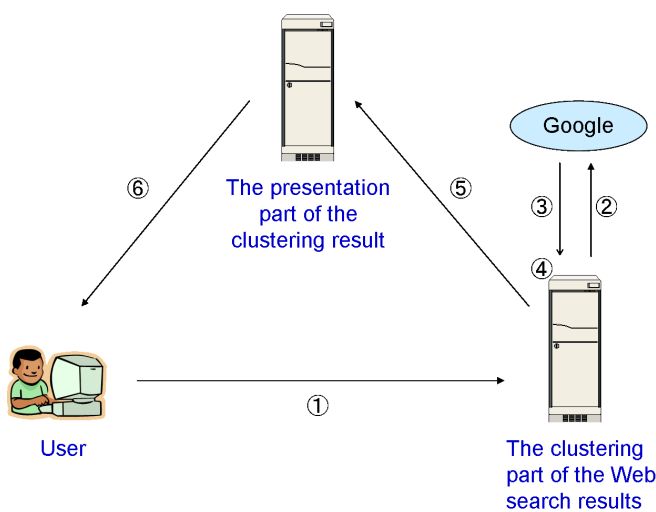 Google
⑥
The presentation
part of the
clustering result
⑤
③
②
④
①
User
The clustering
part of the Web
search results